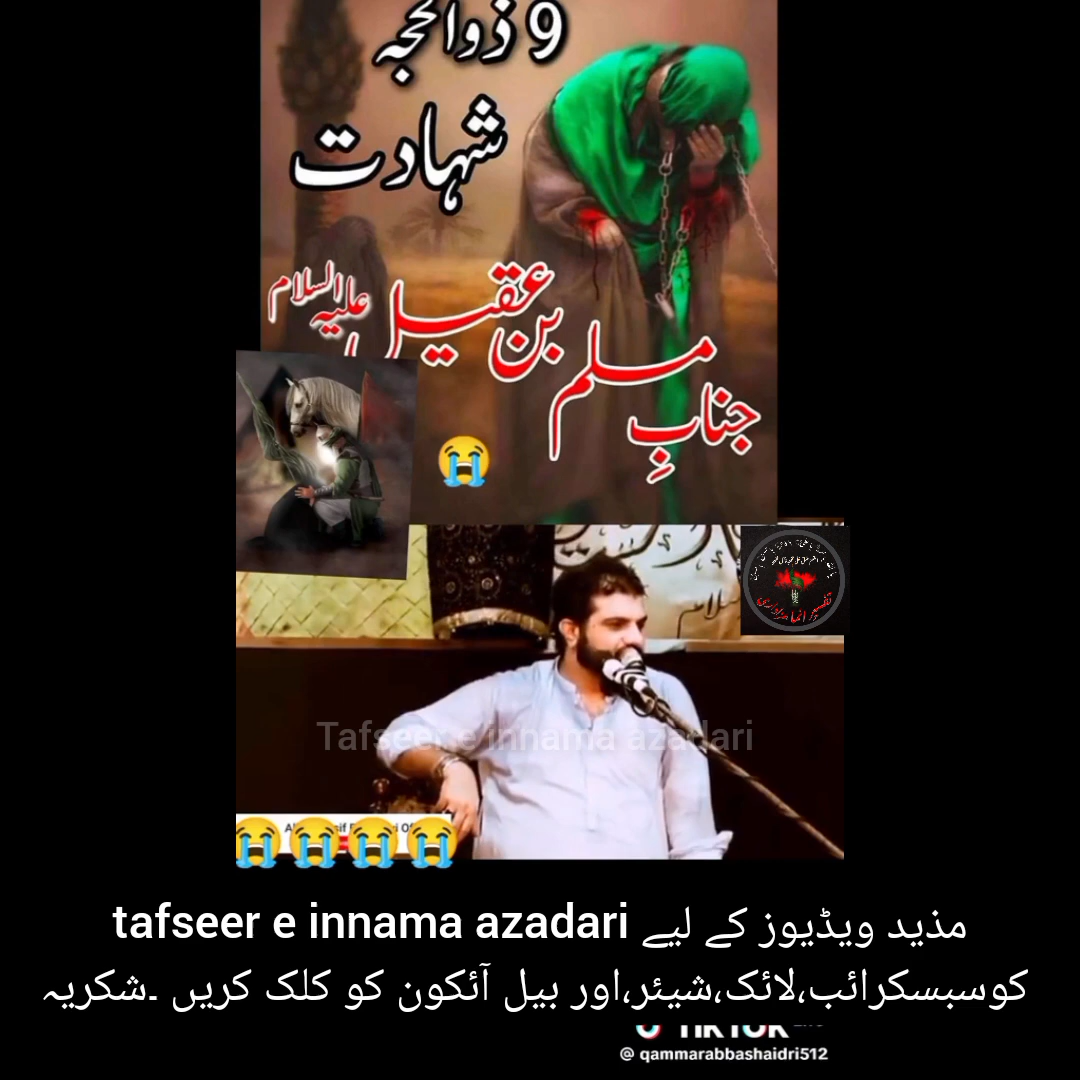 9 ذوالحجہ
شہادت
جنابِ مسلم بن عقیل علیہ السلام
Tafseer e innama azadari
مذید ویڈیوز کے لیے tafseer e innama azadari
کوسبسکرائب،لائک،شیئر،اور بیل آئکون کو کلک کریں ۔شکریہ
TikTok
@ qammarabbashaidri512